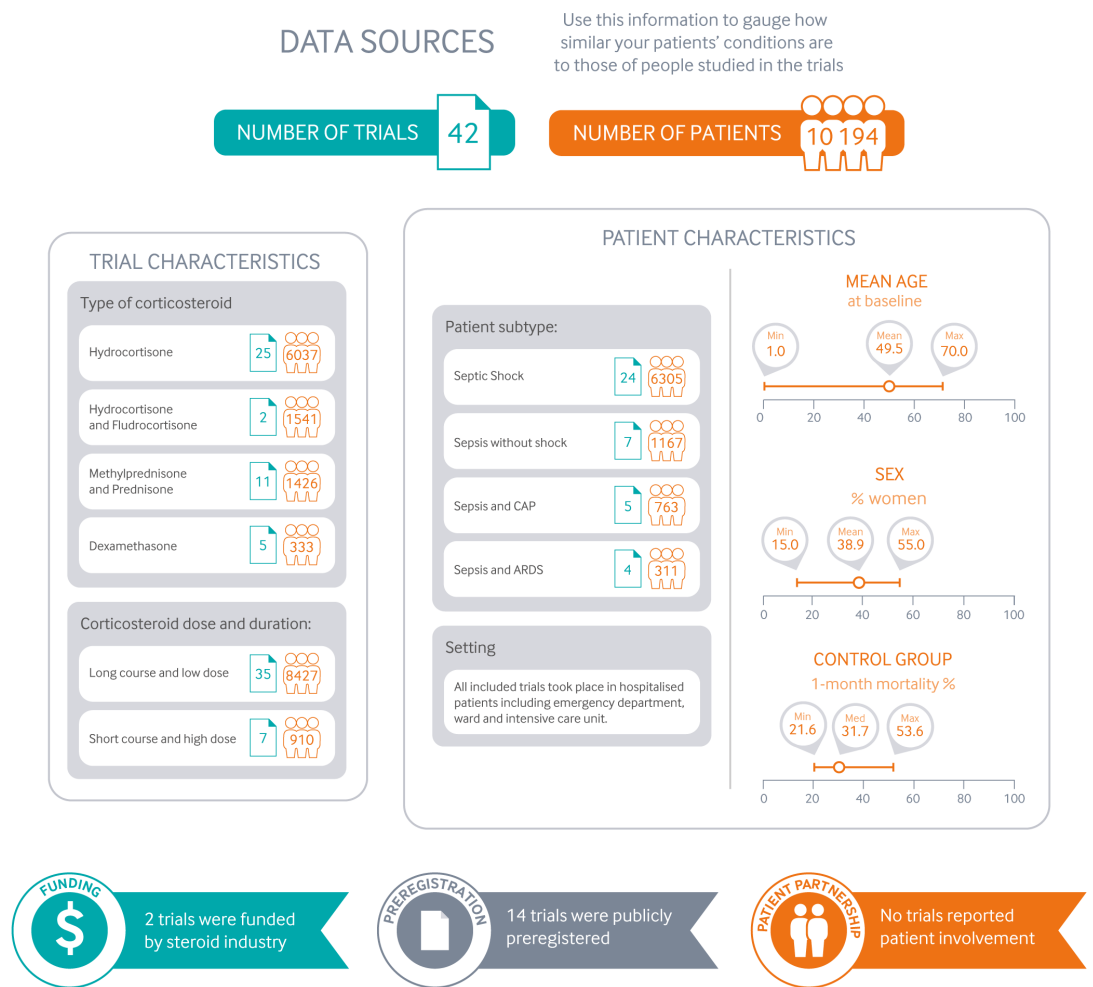 DATA SOURCES
Use this information to gauge how
similar your patients’ conditions are
to those of people studied in the trials
NUMBER OF TRIALS 42
NUMBER OF PATIENTS 10 194
TRIAL CHARACTERISTICS
Type of corticosteroid
Hydrocortisone 25 6037
Hydrocortisone
and Fludrocortisone 2 1541
Methylprednisone
and Prednisone 11 1426
Dexamethasone 5 333
Corticosteroid dose and duration:
Long course and low dose 35 8427
Short course and high dose 7 910
PATIENT CHARACTERISTICS
Patient subtype:
Septic Shock 24 6305
Sepsis without shock 7 1167
Sepsis and CAP 5 763
Sepsis and ARDS 4 311
Setting
All included trials took place in hospitalised
patients including emergency department,
ward and intensive care unit.
MEAN AGE
at baseline
Min Mean Max
1.0 49.5 70.0
0 20 40 60 80 100
SEX
% women
Min Mean Max
15.0 38.9 55.0
0 20 40 60 80 100
CONTROL GROUP
1-month mortality %
Min Med Max
21.6 31.7 53.6
0 20 40 60 80 100
FUNDING
$
2 trials were funded
by steroid industry
PREREGISTRATION
14 trials were publicly
preregistered
PATIENT PARTNERSHIP
No trials reported
patient involvement